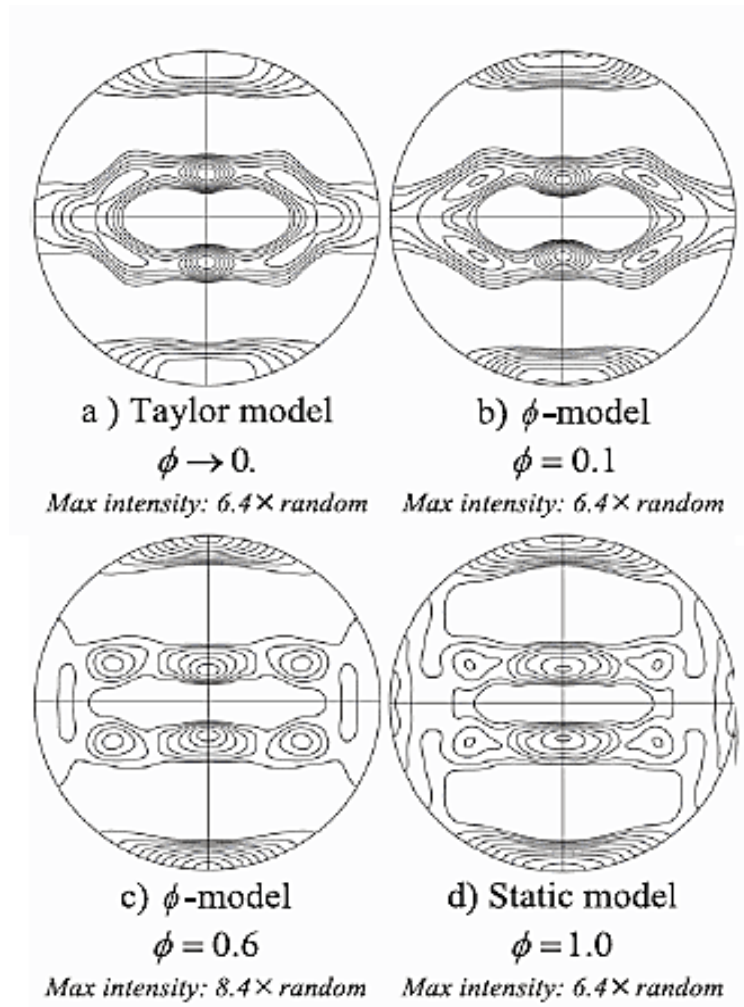 a ) Taylor model
ϕ → 0.
Max intensity: 6.4× random
b) ϕ-model
ϕ = 0.1
Max intensity: 6.4× random
c) ϕ-model
ϕ = 0.6
Max intensity: 8.4× random
d) Static model
ϕ = 1.0
Max intensity: 6.4× random